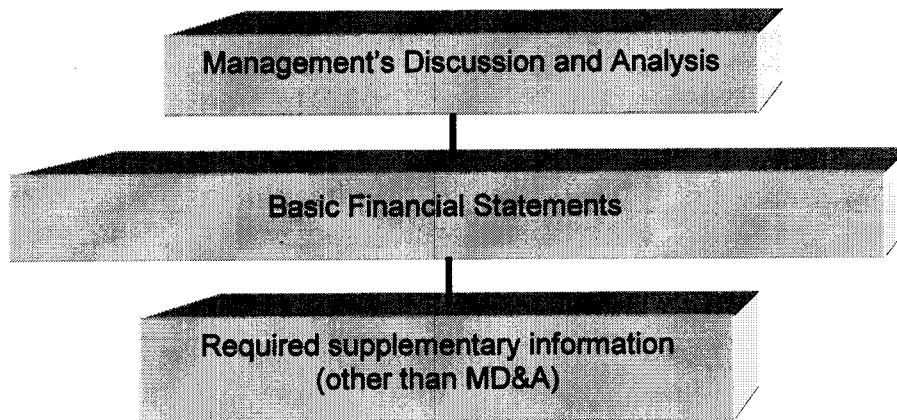 Management's Discussion and Analysis
Basic Financial Statements
Required supplementary information
(other than MD&A)